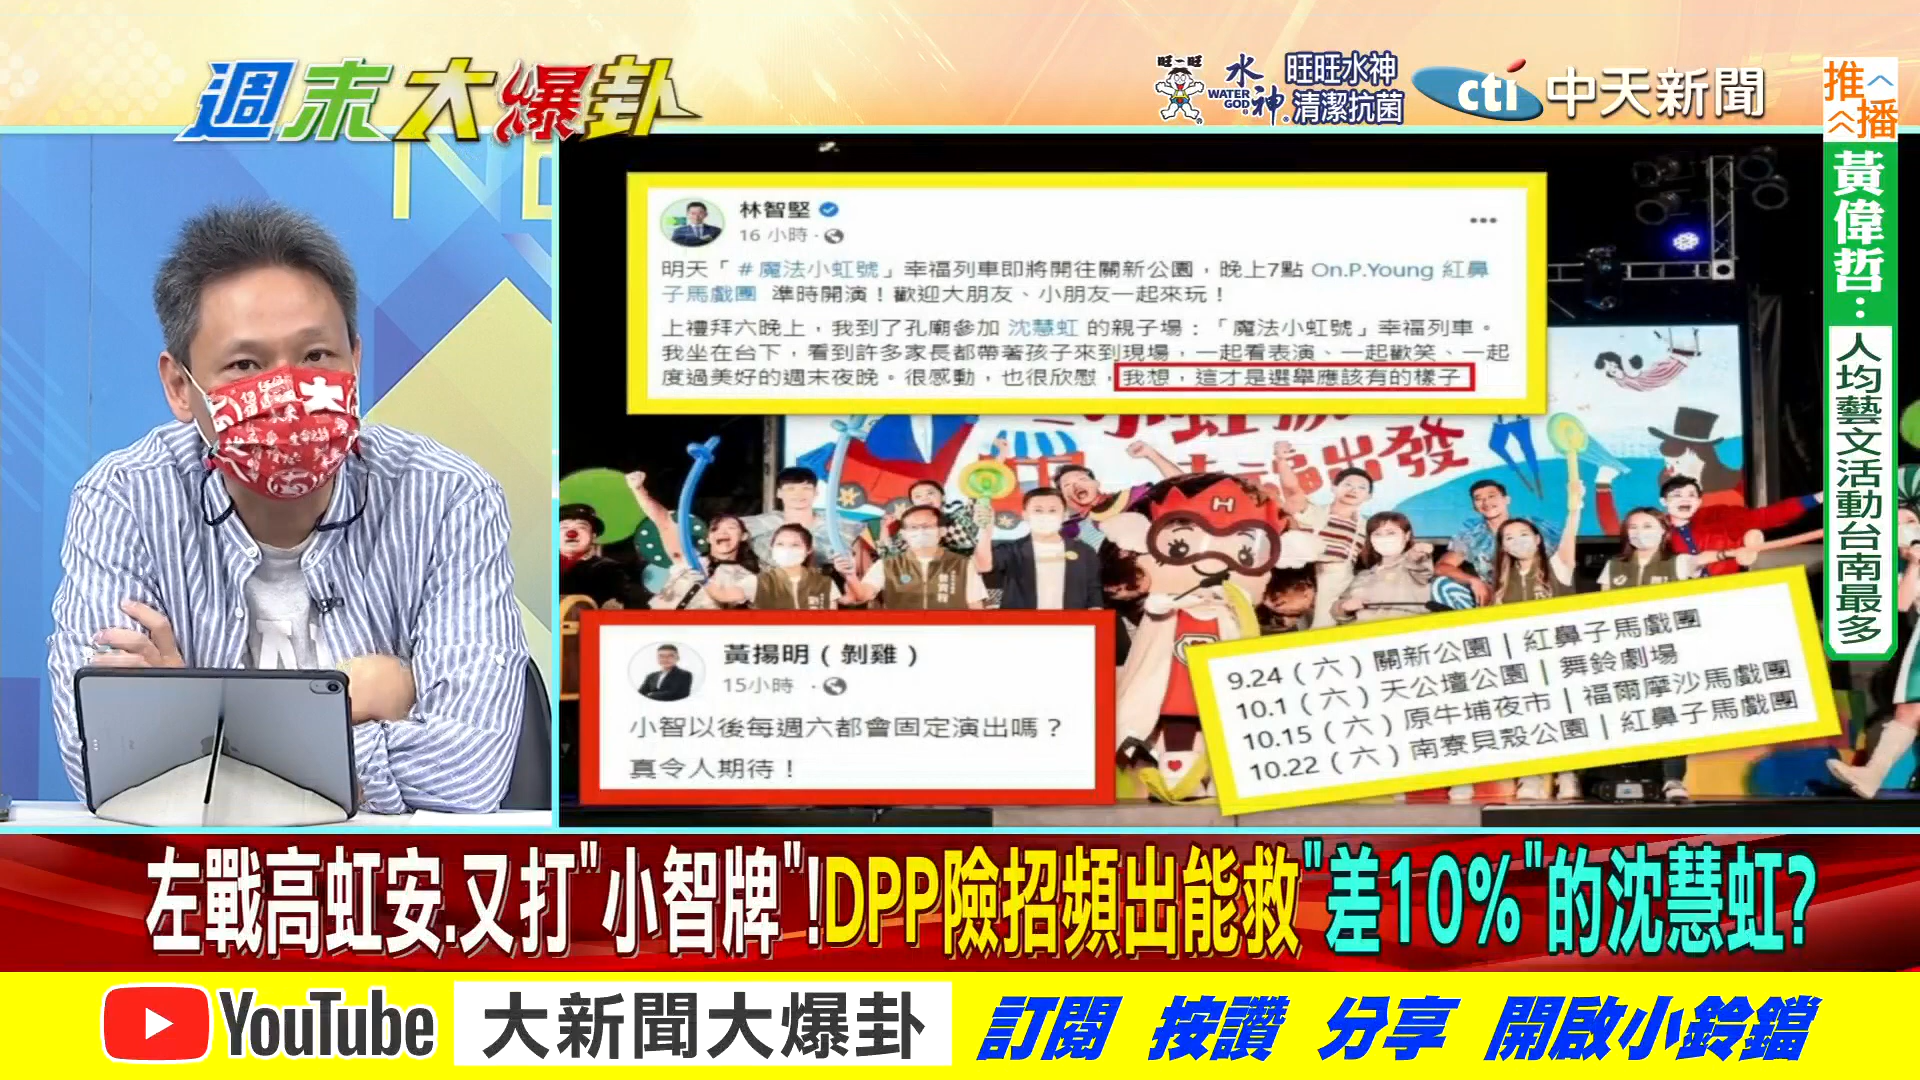 週末大爆卦
旺一旺
水神
WATER GOD
旺旺水神
清潔抗菌
cti 中天新聞
推播
黃偉哲：
人均藝文活動台南最多
林智堅
16 小時 ·
明天「 # 魔法小虹號」幸福列車即將開往關新公園，晚上7點 On.P.Young 紅鼻
子馬戲團 準時開演！歡迎大朋友、小朋友一起來玩！
上禮拜六晚上，我到了孔廟參加 沈慧虹 的親子場：「魔法小虹號」幸福列車。
我坐在台下，看到許多家長都帶著孩子來到現場，一起看表演、一起歡笑、一起
度過美好的週末夜晚。很感動，也很欣慰，我想，這才是選舉應該有的樣子
出發
H
黃揚明（剝雞）
15小時 ·
小智以後每週六都會固定演出嗎？
真令人期待！
9.24（六）關新公園｜紅鼻子馬戲團
10.1（六）天公壇公園｜舞鈴劇場
10.15（六）原牛埔夜市｜福爾摩沙馬戲團
10.22（六）南寮貝殼公園｜紅鼻子馬戲團
左戰高虹安.又打"小智牌"!DPP險招頻出能救"差10%"的沈慧虹?
YouTube 大新聞大爆卦 訂閱 按讚 分享 開啟小鈴鐺